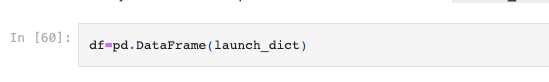 In [60]:
df=pd.DataFrame(launch_dict)